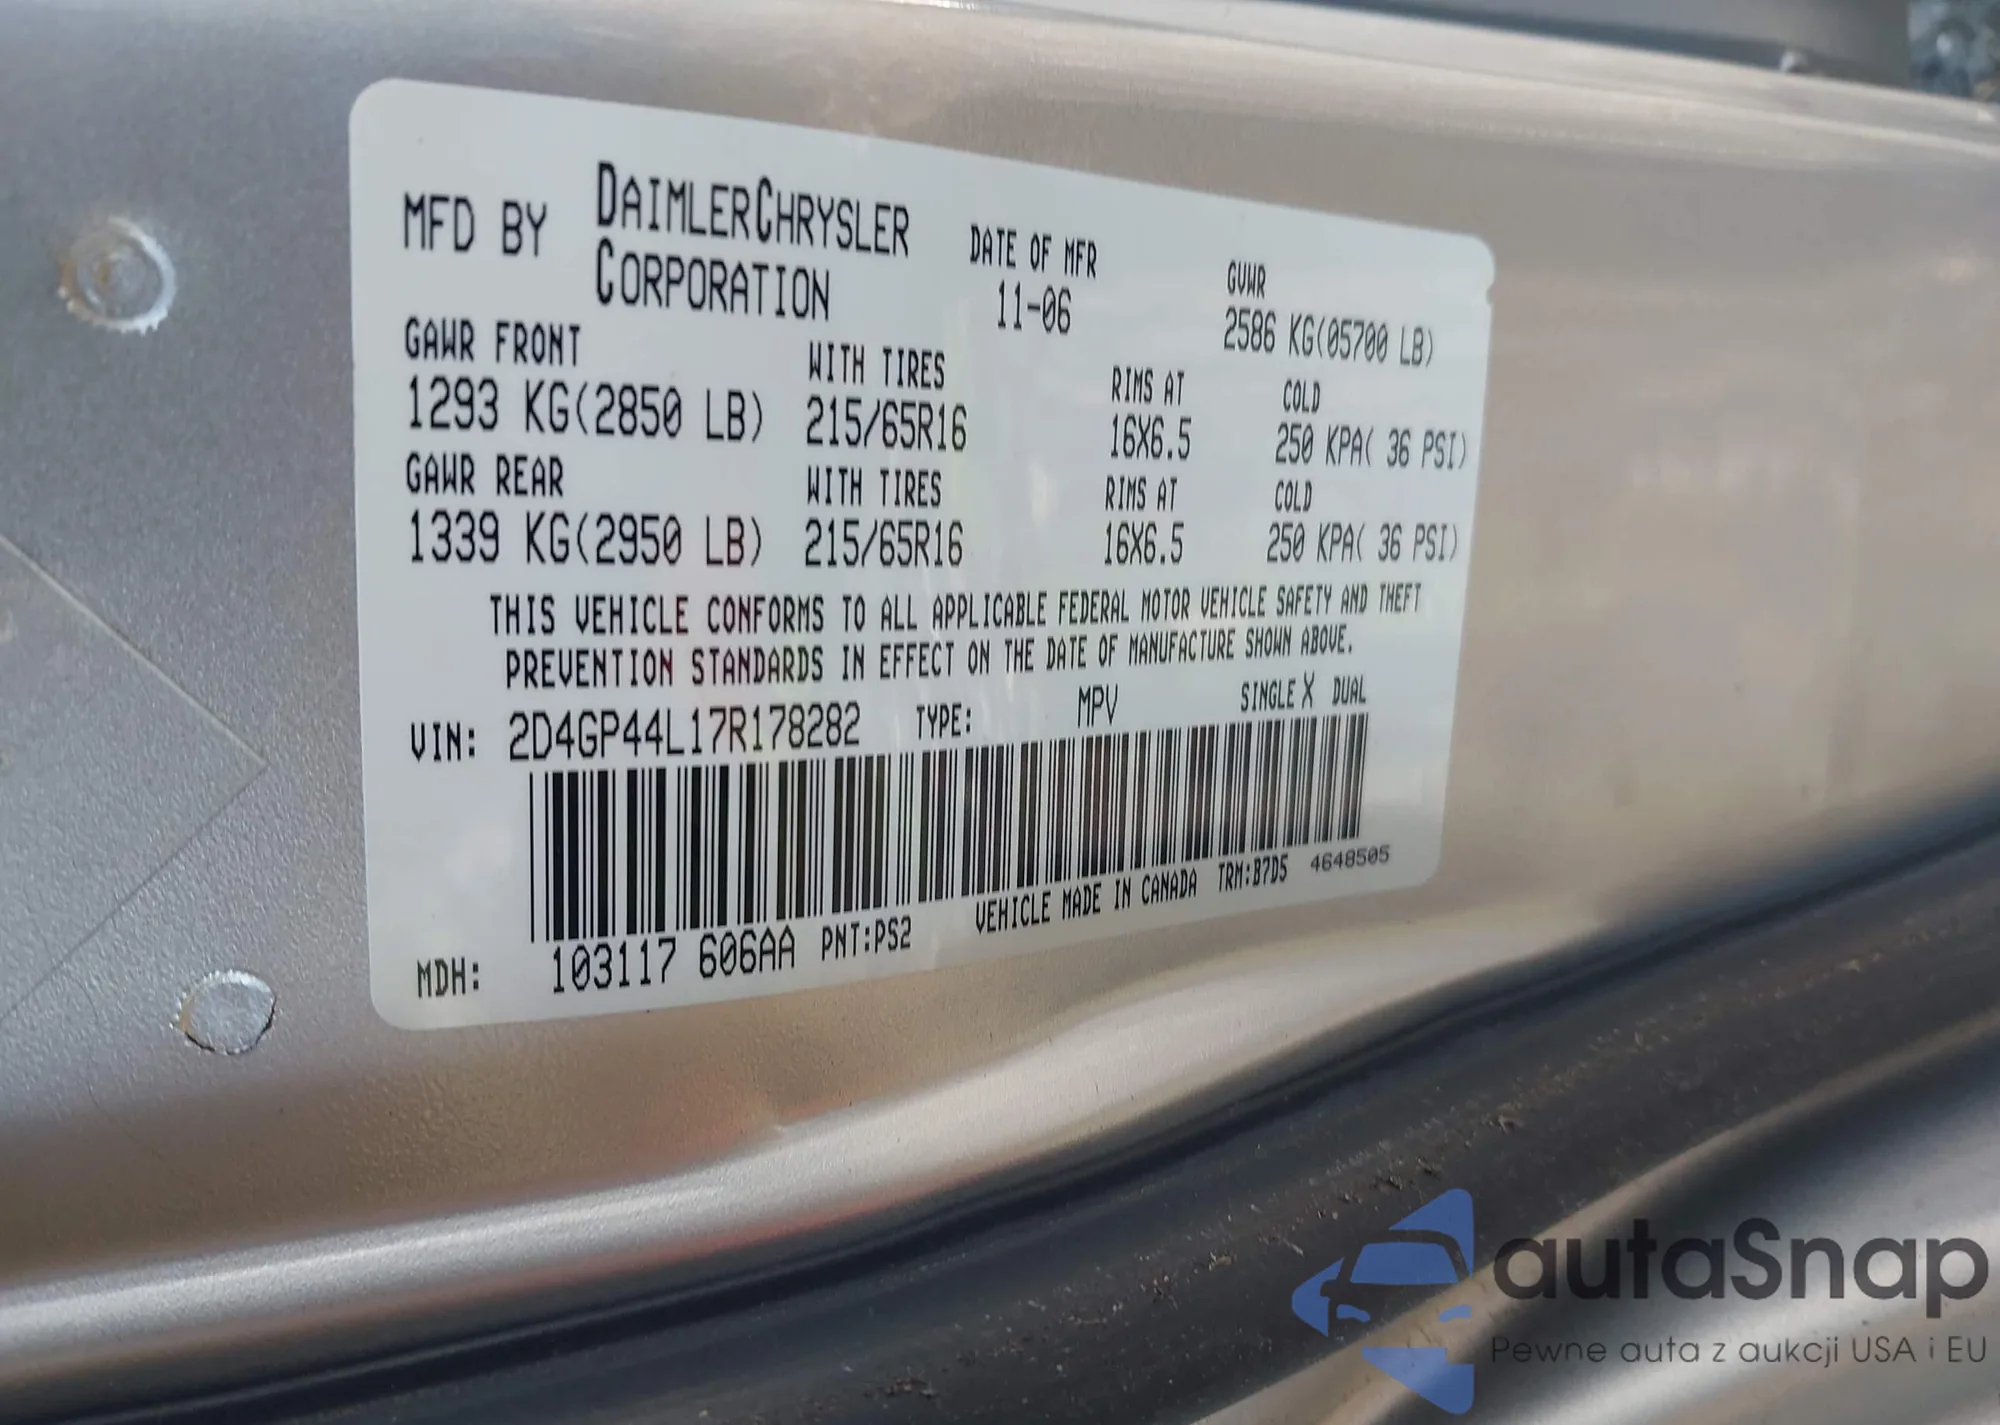 MFD BY DAIMLERCHRYSLER CORPORATION DATE OF MFR 11-06 GVWR 2586 KG(05700 LB)
GAWR FRONT WITH TIRES RIMS AT COLD
1293 KG(2850 LB) 215/65R16 16X6.5 250 KPA( 36 PSI)
GAWR REAR WITH TIRES RIMS AT COLD
1339 KG(2950 LB) 215/65R16 16X6.5 250 KPA( 36 PSI)
THIS VEHICLE CONFORMS TO ALL APPLICABLE FEDERAL MOTOR VEHICLE SAFETY AND THEFT
PREVENTION STANDARDS IN EFFECT ON THE DATE OF MANUFACTURE SHOWN ABOVE.
VIN: 2D4GP44L17R178282 TYPE: MPV SINGLE X DUAL
MDH: 103117 606AA PNT:PS2 VEHICLE MADE IN CANADA TRM:B7D5 4648505
autaSnap
Pewne auta z aukcji USA i EU